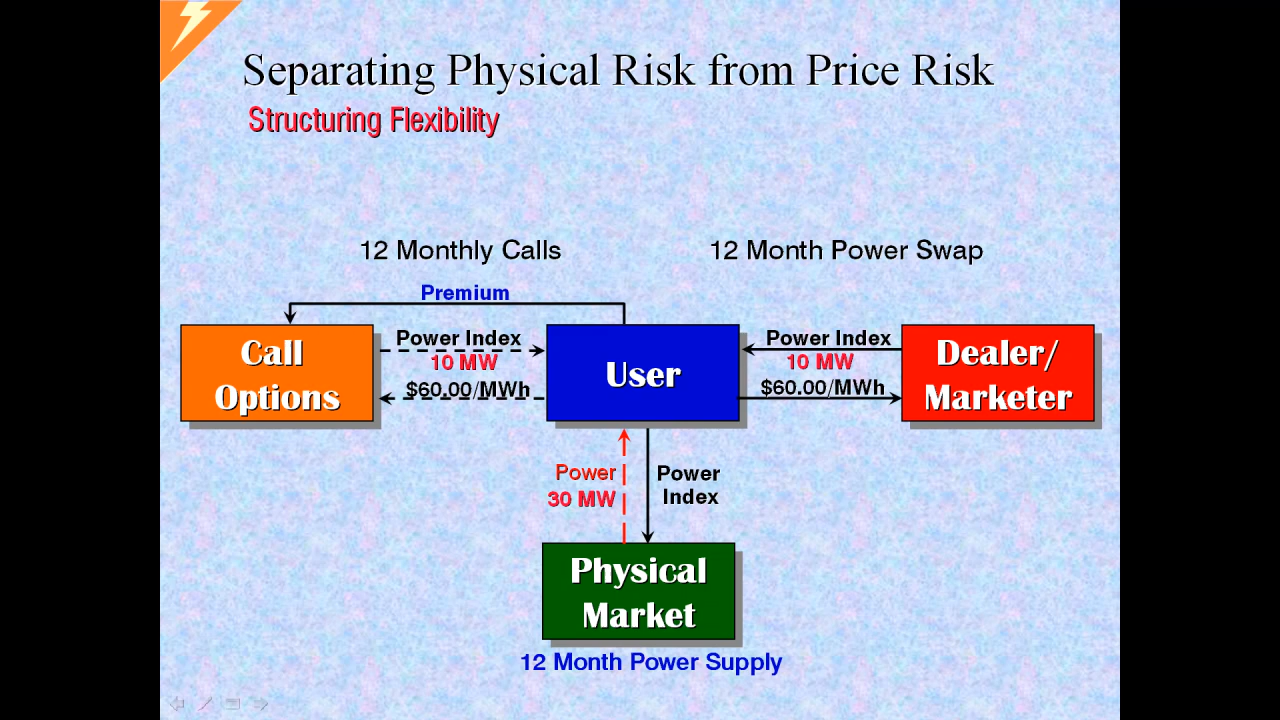 Separating Physical Risk from Price Risk
Structuring Flexibility
12 Monthly Calls
12 Month Power Swap
Premium
Call
Options
Power Index
10 MW
$60.00/MWh
User
Power Index
10 MW
$60.00/MWh
Dealer/
Marketer
Power
30 MW
Power
Index
Physical
Market
12 Month Power Supply